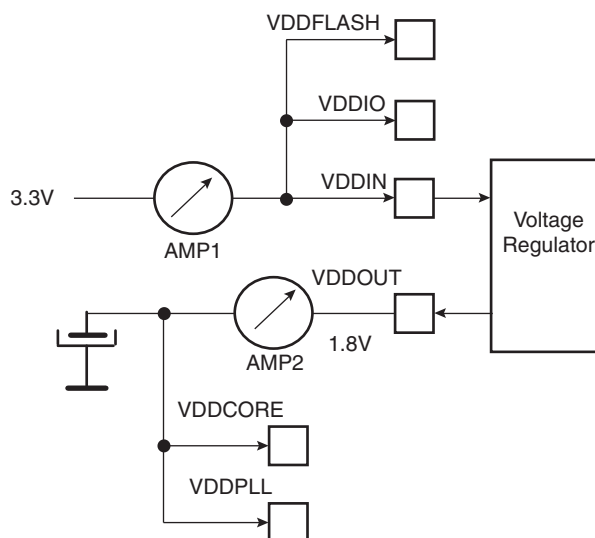 VDDFLASH
VDDIO
VDDIN
3.3V
AMP1
Voltage
Regulator
VDDOUT
1.8V
AMP2
VDDCORE
VDDPLL